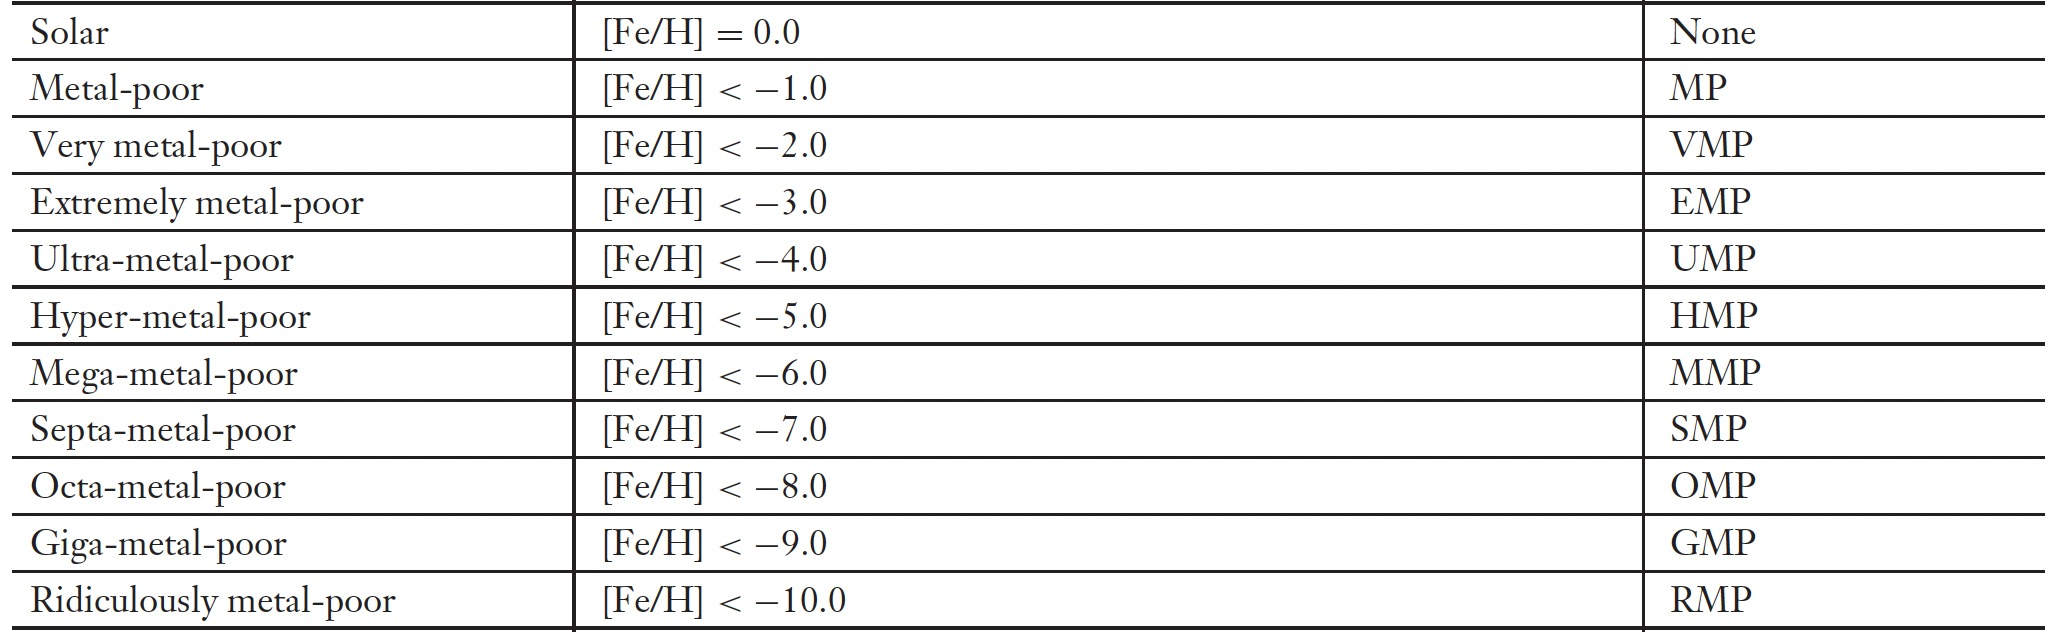 Solar [Fe/H] = 0.0 None
Metal-poor [Fe/H] < −1.0 MP
Very metal-poor [Fe/H] < −2.0 VMP
Extremely metal-poor [Fe/H] < −3.0 EMP
Ultra-metal-poor [Fe/H] < −4.0 UMP
Hyper-metal-poor [Fe/H] < −5.0 HMP
Mega-metal-poor [Fe/H] < −6.0 MMP
Septa-metal-poor [Fe/H] < −7.0 SMP
Octa-metal-poor [Fe/H] < −8.0 OMP
Giga-metal-poor [Fe/H] < −9.0 GMP
Ridiculously metal-poor [Fe/H] < −10.0 RMP